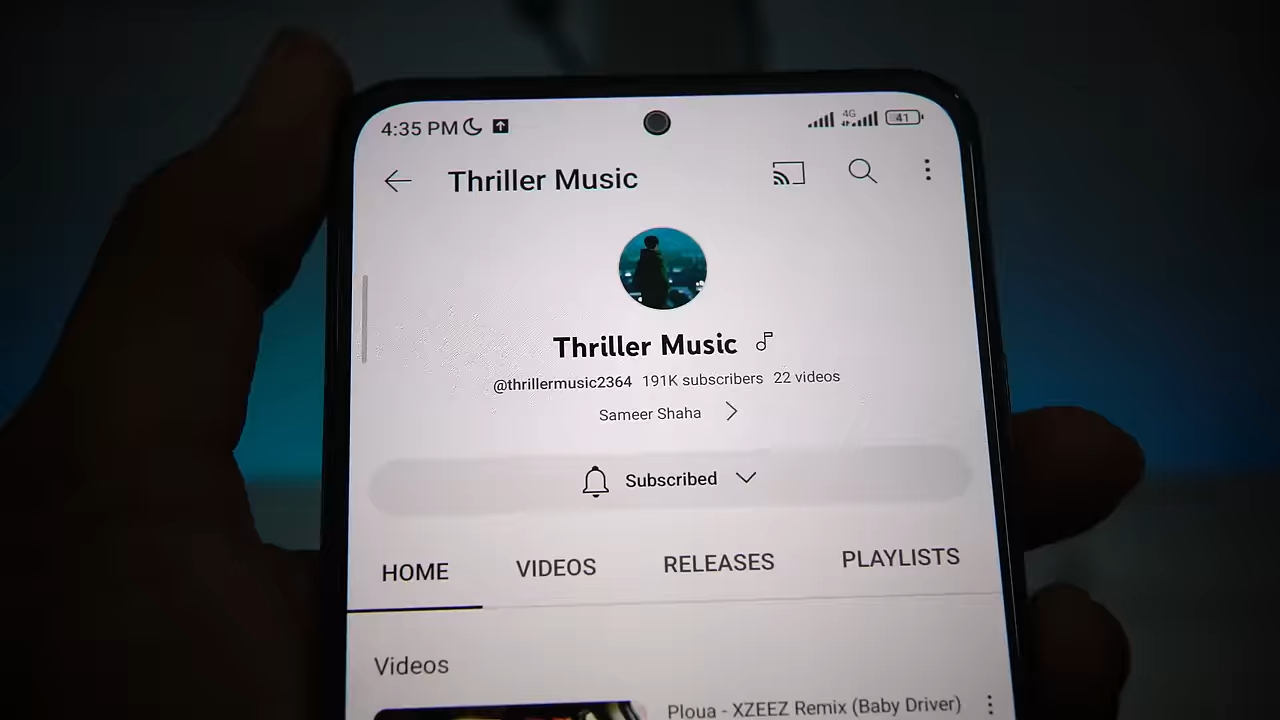 4:35 PM 4G 41
Thriller Music
Thriller Music
@thrillermusic2364 191K subscribers 22 videos
Sameer Shaha
Subscribed
HOME VIDEOS RELEASES PLAYLISTS
Videos
Ploua - XZEEZ Remix (Baby Driver)